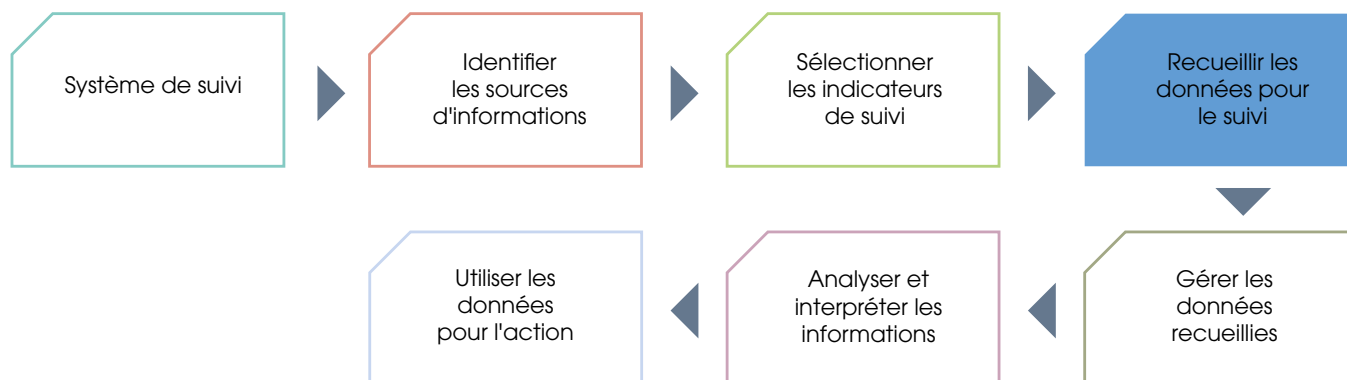 Système de suivi
Identifier
les sources
d'informations
Sélectionner
les indicateurs
de suivi
Recueillir les
données pour
le suivi
Utiliser les
données
pour l'action
Analyser et
interpréter les
informations
Gérer les
données
recueillies